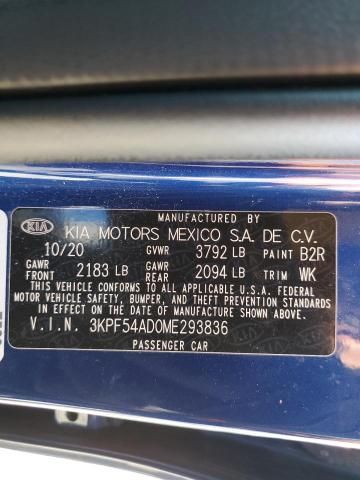 MANUFACTURED BY
KIA KIA MOTORS MEXICO S.A. DE C.V.
10/20 GVWR 3792 LB PAINT B2R
GAWR FRONT 2183 LB GAWR REAR 2094 LB TRIM WK
THIS VEHICLE CONFORMS TO ALL APPLICABLE U.S. FEDERAL
MOTOR VEHICLE SAFETY, BUMPER, AND THEFT PREVENTION STANDARDS
IN EFFECT ON THE DATE OF MANUFACTURE SHOWN ABOVE.
V.I.N. 3KPF54AD0ME293836
PASSENGER CAR